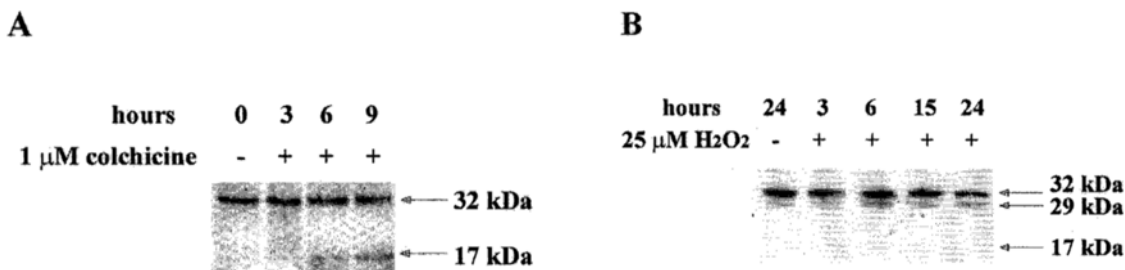 A
hours 0 3 6 9
1 μM colchicine - + + +
32 kDa
17 kDa
B
hours 24 3 6 15 24
25 μM H2O2 - + + + +
32 kDa
29 kDa
17 kDa